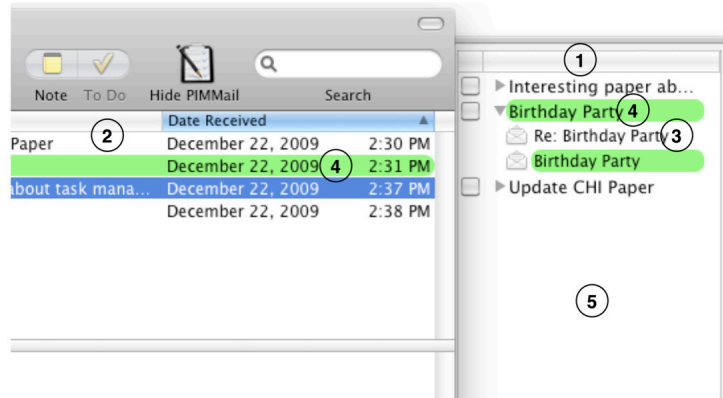 Note To Do Hide PIMMail Search
Date Received
1
2
Paper December 22, 2009 2:30 PM
December 22, 2009 4 2:31 PM
about task mana... December 22, 2009 2:37 PM
December 22, 2009 2:38 PM
Interesting paper ab...
Birthday Party 4
Re: Birthday Party 3
Birthday Party
Update CHI Paper
5